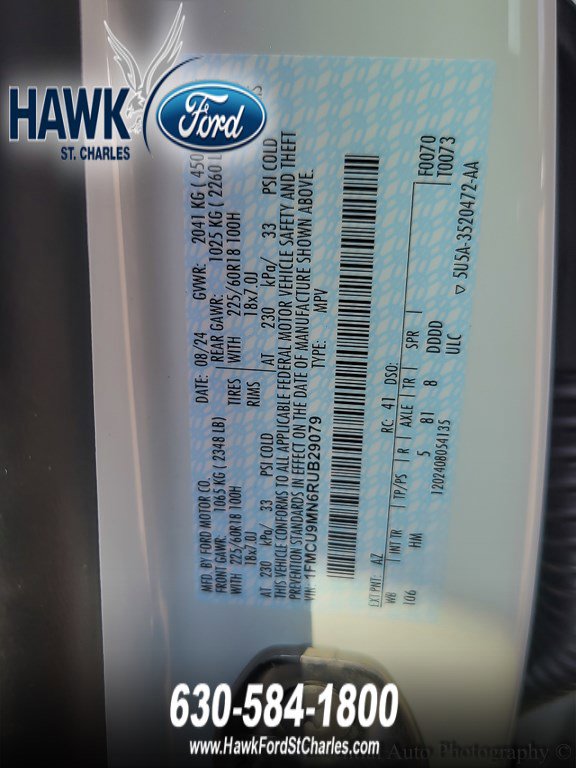 HAWK
ST. CHARLES
Ford
MFD. BY FORD MOTOR CO.
DATE: 08/24
GVWR: 2041 KG ( 450
FRONT GAWR: 1065 KG (2348 LB)
REAR GAWR: 1025 KG (2260 L
WITH 225/60R18 100H
TIRES WITH 225/60R18 100H
18x7.0J
RIMS 18x7.0J
AT 230 kPa/ 33 PSI COLD
AT 230 kPa/ 33 PSI COLD
THIS VEHICLE CONFORMS TO ALL APPLICABLE FEDERAL MOTOR VEHICLE SAFETY AND THEFT
PREVENTION STANDARDS IN EFFECT ON THE DATE OF MANUFACTURE SHOWN ABOVE.
VIN: 1FMCU9MN6RUB29079
TYPE: MPV
EXT PNT: AZ RC: 41 DSO: F0070
T0073
WB | INT TR | TP/PS | R | AXLE | TR | SPR |
106 HM 5 81 8 DDDD
1202408054135 ULC
▽ 5U5A-3520472-AA
630-584-1800
www.HawkFordStCharles.com
Auto Photography ©